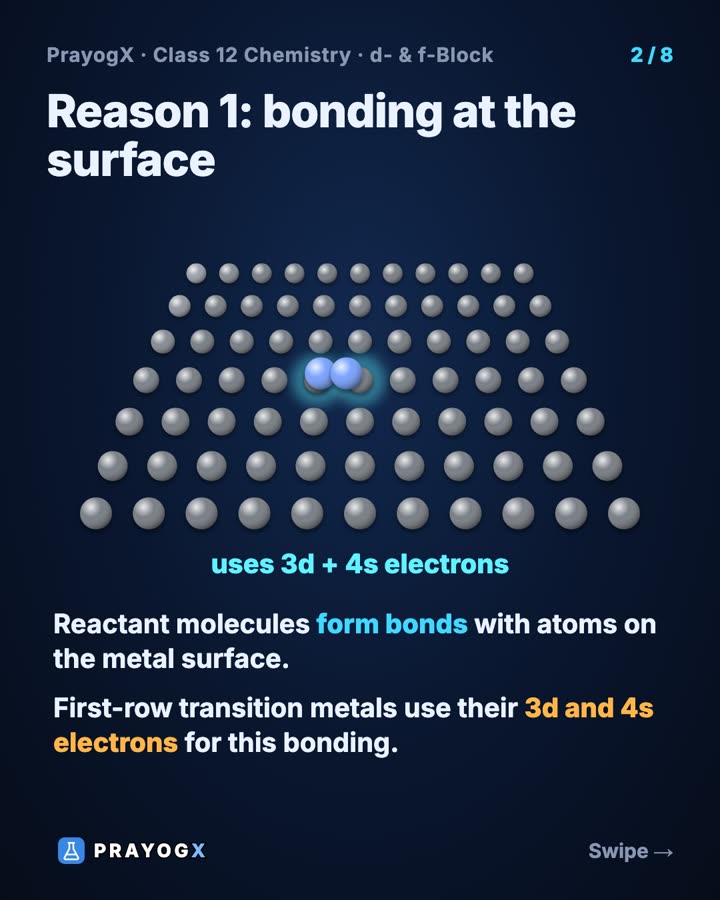 PrayogX · Class 12 Chemistry · d- & f-Block
2 / 8
Reason 1: bonding at the
surface
uses 3d + 4s electrons
Reactant molecules form bonds with atoms on
the metal surface.
First-row transition metals use their 3d and 4s
electrons for this bonding.
PRAYOGX
Swipe →